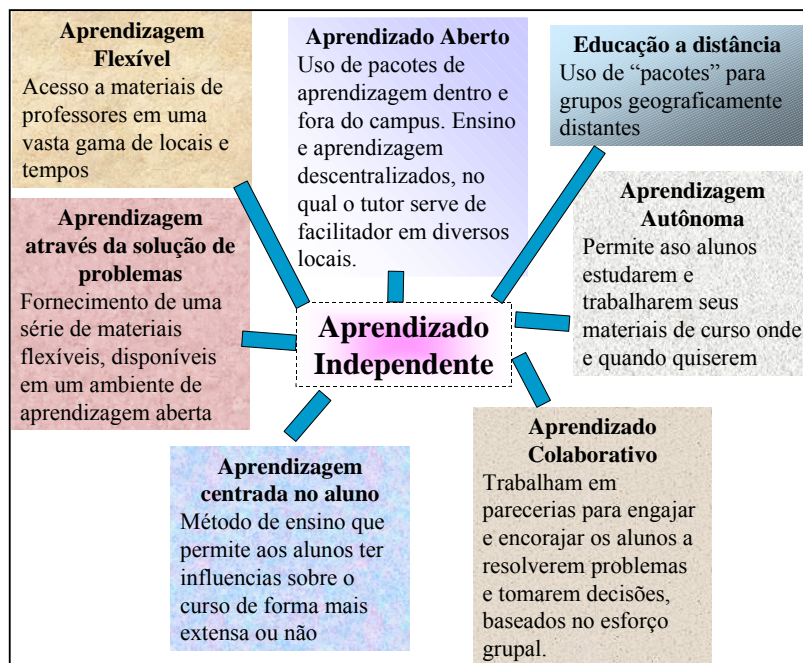 Aprendizagem
Flexível
Acesso a materiais de
professores em uma
vasta gama de locais e
tempos
Aprendizado Aberto
Uso de pacotes de
aprendizagem dentro e
fora do campus. Ensino
e aprendizagem
descentralizados, no
qual o tutor serve de
facilitador em diversos
locais.
Educação a distância
Uso de “pacotes” para
grupos geograficamente
distantes
Aprendizagem
através da solução de
problemas
Fornecimento de uma
série de materiais
flexíveis, disponíveis
em um ambiente de
aprendizagem aberta
Aprendizado
Independente
Aprendizagem
Autônoma
Permite aso alunos
estudarem e
trabalharem seus
materiais de curso onde
e quando quiserem
Aprendizagem
centrada no aluno
Método de ensino que
permite aos alunos ter
influencias sobre o
curso de forma mais
extensa ou não
Aprendizado
Colaborativo
Trabalham em
parecerias para engajar
e encorajar os alunos a
resolverem problemas
e tomarem decisões,
baseados no esforço
grupal.